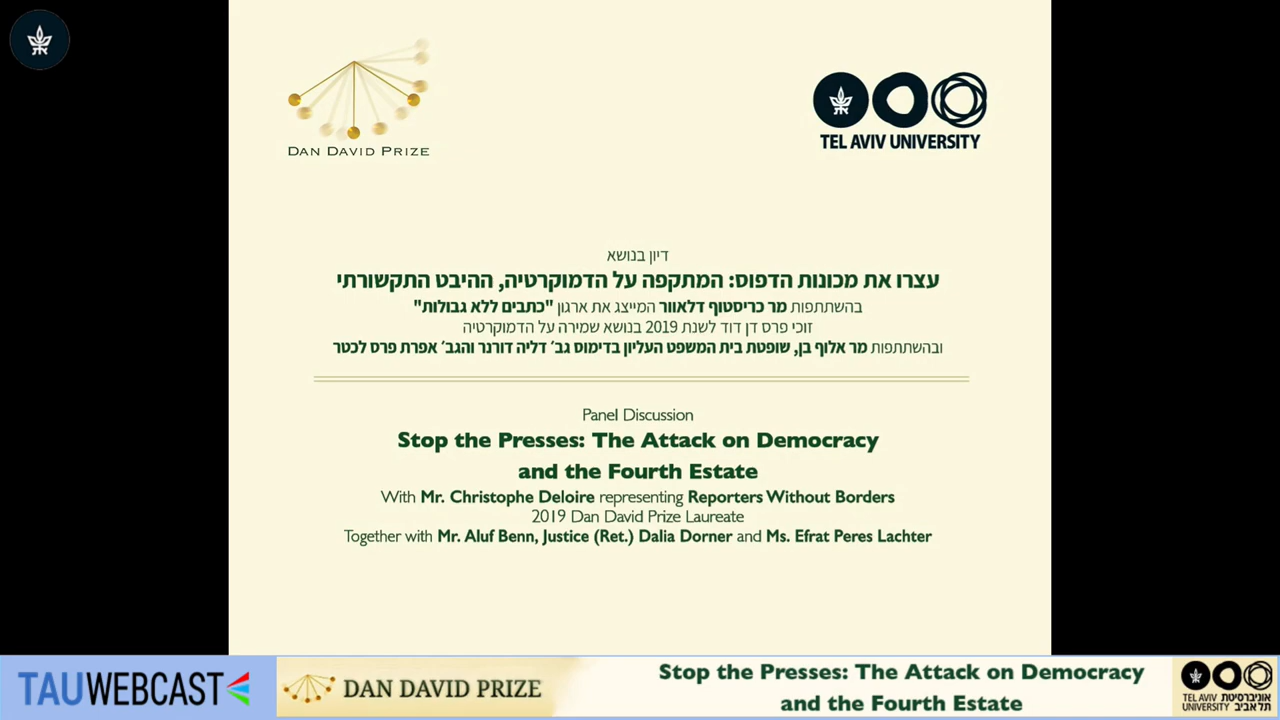 DAN DAVID PRIZE
TEL AVIV UNIVERSITY
דיון בנושא
עצרו את מכונות הדפוס: המתקפה על הדמוקרטיה, ההיבט התקשורתי
בהשתתפות מר כריסטוף דלאוור המייצג את ארגון "כתבים ללא גבולות"
זוכי פרס דן דוד לשנת 2019 בנושא שמירה על הדמוקרטיה
ובהשתתפות מר אלוף בן, שופטת בית המשפט העליון בדימוס גב׳ דליה דורנר והגב׳ אפרת פרס לכטר
Panel Discussion
Stop the Presses: The Attack on Democracy
and the Fourth Estate
With Mr. Christophe Deloire representing Reporters Without Borders
2019 Dan David Prize Laureate
Together with Mr. Aluf Benn, Justice (Ret.) Dalia Dorner and Ms. Efrat Peres Lachter
TAUWEBCAST
DAN DAVID PRIZE
Stop the Presses: The Attack on Democracy
and the Fourth Estate
TEL AVIV אוניברסיטת
UNIVERSITY תל אביב